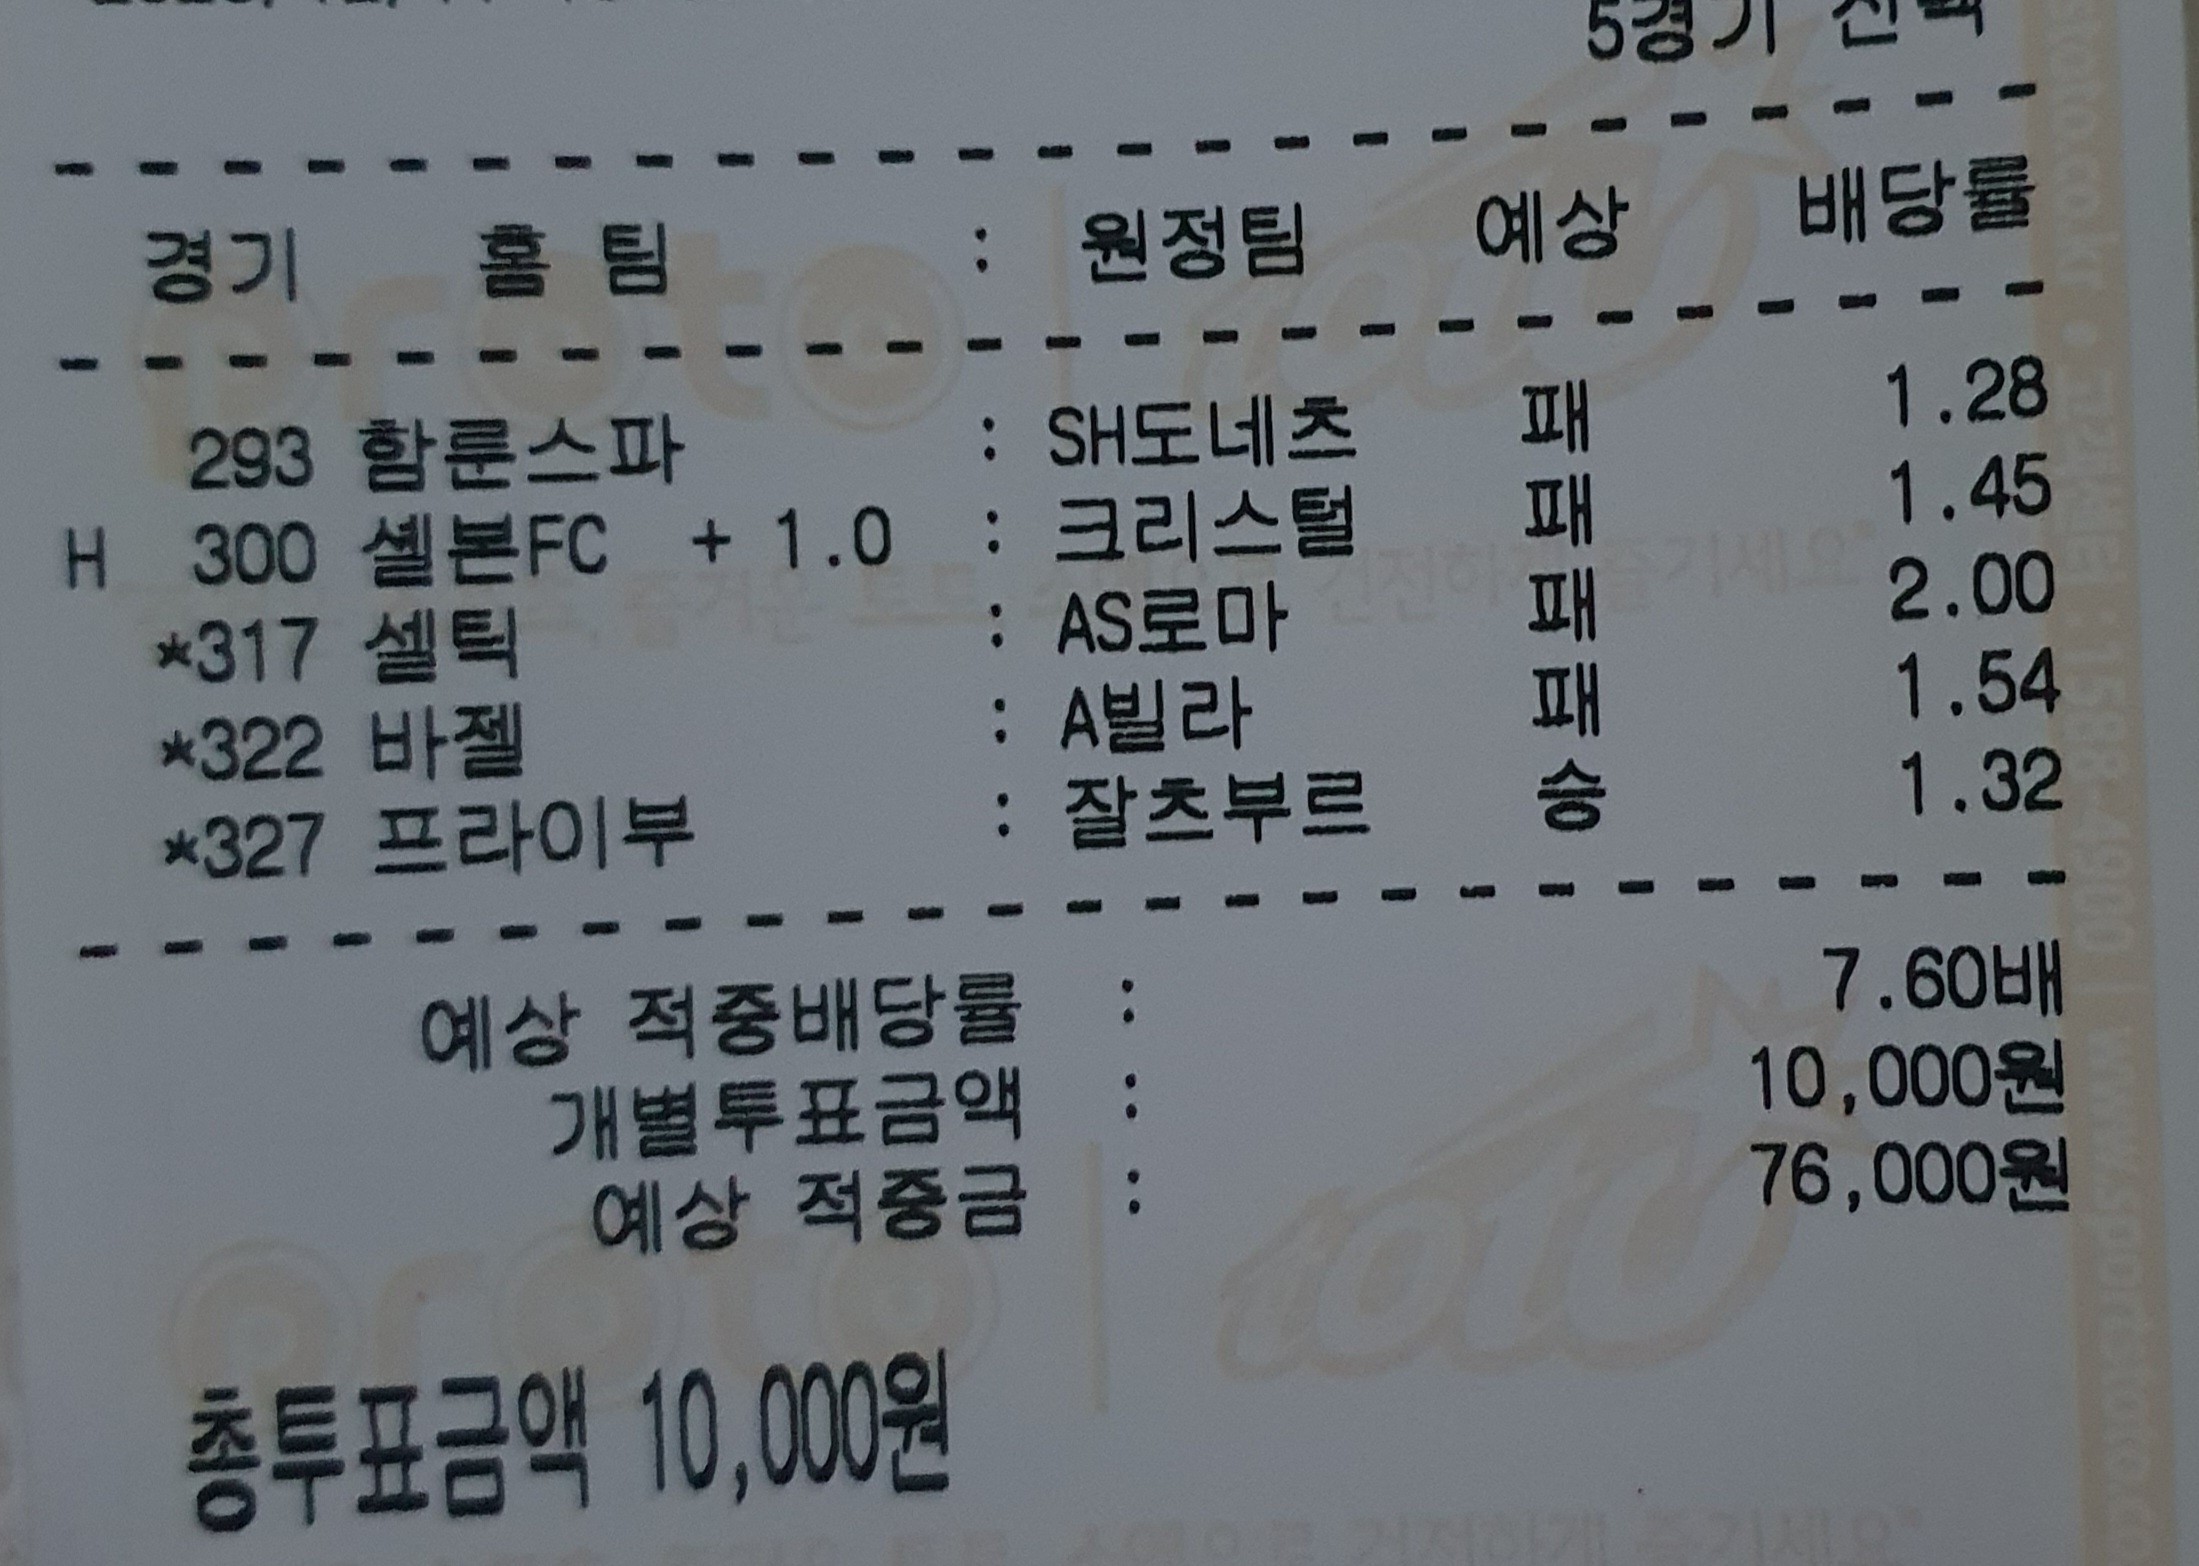 5경기 선택
경기 홈 팀 : 원정팀 예상 배당률
293 함룬스파 : SH도네츠 패 1.28
H 300 셸본FC + 1.0 : 크리스털 패 1.45
*317 셀틱 : AS로마 패 2.00
*322 바젤 : A빌라 패 1.54
*327 프라이부 : 잘츠부르 승 1.32
예상 적중배당률 : 7.60배
개별투표금액 : 10,000원
예상 적중금 : 76,000원
총투표금액 10,000원